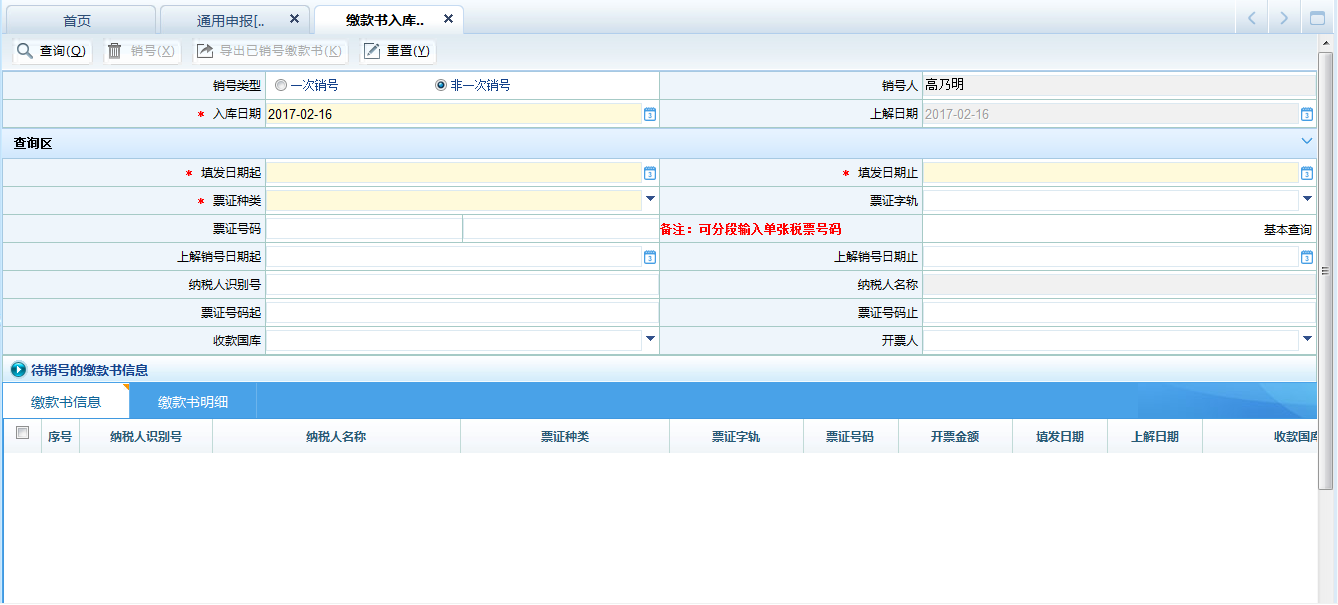 首页 通用申报[.. 缴款书入库..
查询(Q) 销号(X) 导出已销号缴款书(K) 重置(Y)
销号类型 一次销号 非一次销号 销号人 高乃明
* 入库日期 2017-02-16 上解日期 2017-02-16
查询区
* 填发日期起 * 填发日期止
* 票证种类 票证字轨
票证号码 备注：可分段输入单张税票号码 基本查询
上解销号日期起 上解销号日期止
纳税人识别号 纳税人名称
票证号码起 票证号码止
收款国库 开票人
待销号的缴款书信息
缴款书信息 缴款书明细
序号 纳税人识别号 纳税人名称 票证种类 票证字轨 票证号码 开票金额 填发日期 上解日期 收款国库